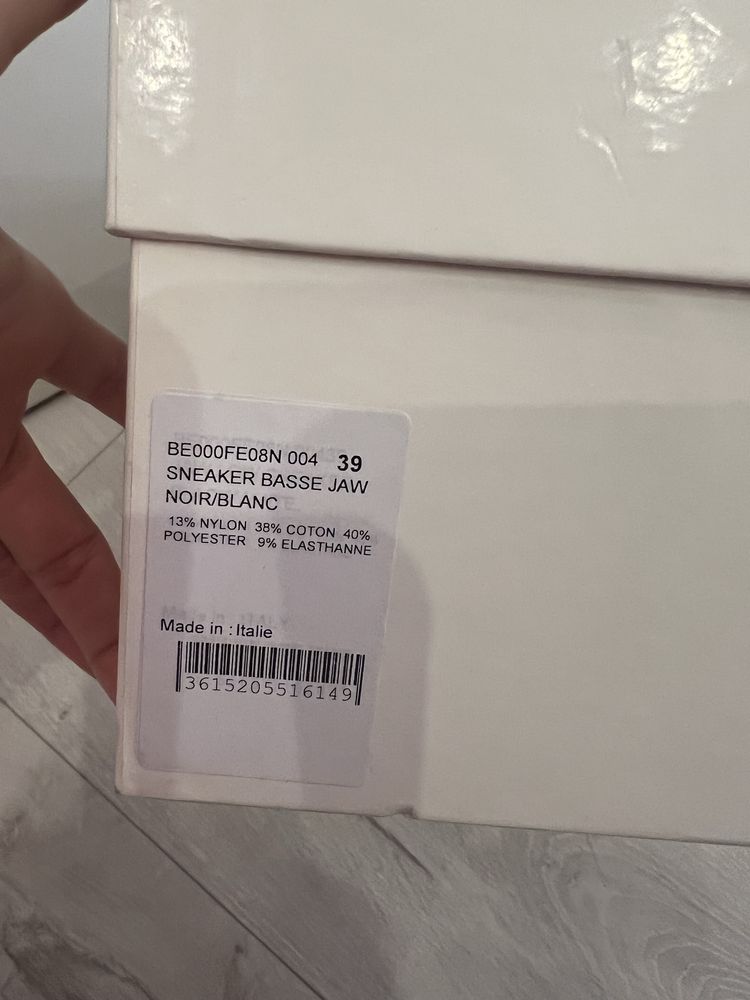 BE000FE08N 004 39
SNEAKER BASSE JAW
NOIR/BLANC
13% NYLON 38% COTON 40%
POLYESTER 9% ELASTHANNE
Made in : Italie
3615205516149